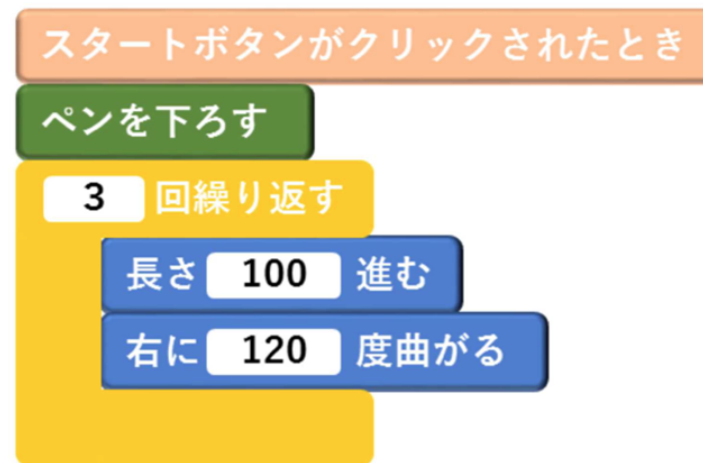 スタートボタンがクリックされたとき
ペンを下ろす
3 回繰り返す
長さ 100 進む
右に 120 度曲がる